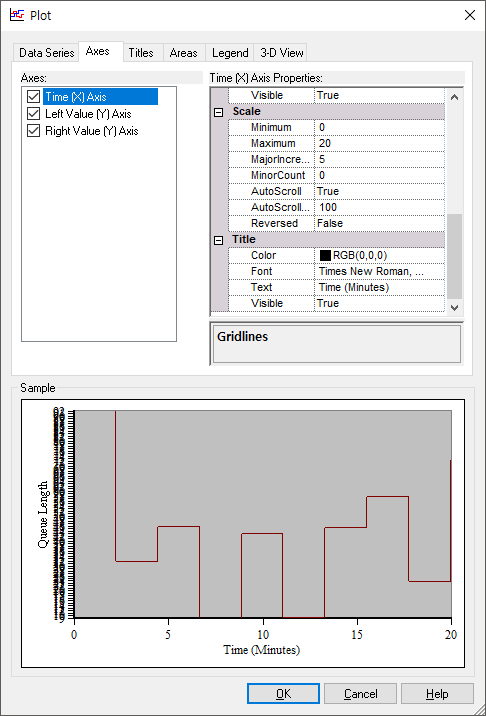 Plot
Data Series Axes Titles Areas Legend 3-D View
Axes:
Time (X) Axis
Left Value (Y) Axis
Right Value (Y) Axis
Time (X) Axis Properties:
Visible True
Scale
Minimum 0
Maximum 20
MajorIncre... 5
MinorCount 0
AutoScroll True
AutoScroll... 100
Reversed False
Title
Color RGB(0,0,0)
Font Times New Roman, ...
Text Time (Minutes)
Visible True
Gridlines
Sample
Queue Length
0 5 10 15 20
Time (Minutes)
OK Cancel Help